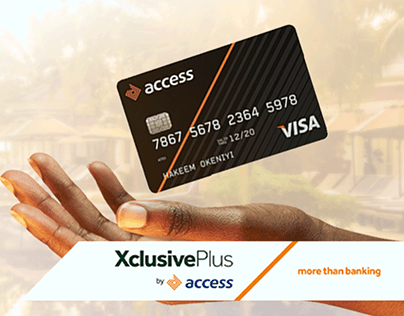 access
7867 5678 2364 5978
12/20
VISA
HAKEEM OKENIYI
XclusivePlus
by access
more than banking